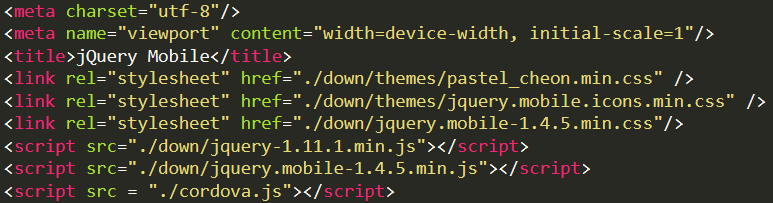 <meta charset="utf-8"/>
<meta name="viewport" content="width=device-width, initial-scale=1"/>
<title>jQuery Mobile</title>
<link rel="stylesheet" href="./down/themes/pastel_cheon.min.css" />
<link rel="stylesheet" href="./down/themes/jquery.mobile.icons.min.css" />
<link rel="stylesheet" href="./down/jquery.mobile-1.4.5.min.css"/>
<script src="./down/jquery-1.11.1.min.js"></script>
<script src="./down/jquery.mobile-1.4.5.min.js"></script>
<script src = "./cordova.js"></script>